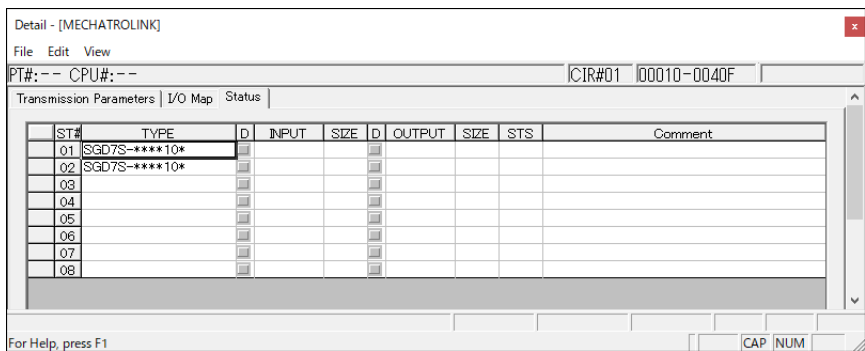 Detail - [MECHATROLINK]
x
File Edit View
PT#:-- CPU#:-- CIR#01 00010-0040F
Transmission Parameters I/O Map Status
ST# TYPE D INPUT SIZE D OUTPUT SIZE STS Comment
01 SGD7S-****10*
02 SGD7S-****10*
03
04
05
06
07
08
For Help, press F1 CAP NUM